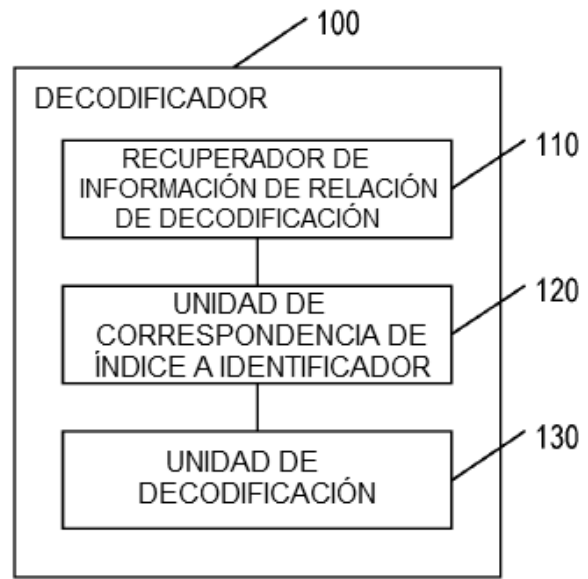 100
DECODIFICADOR
RECUPERADOR DE
INFORMACIÓN DE RELACIÓN
DE DECODIFICACIÓN
110
UNIDAD DE
CORRESPONDENCIA DE
ÍNDICE A IDENTIFICADOR
120
UNIDAD DE
DECODIFICACIÓN
130